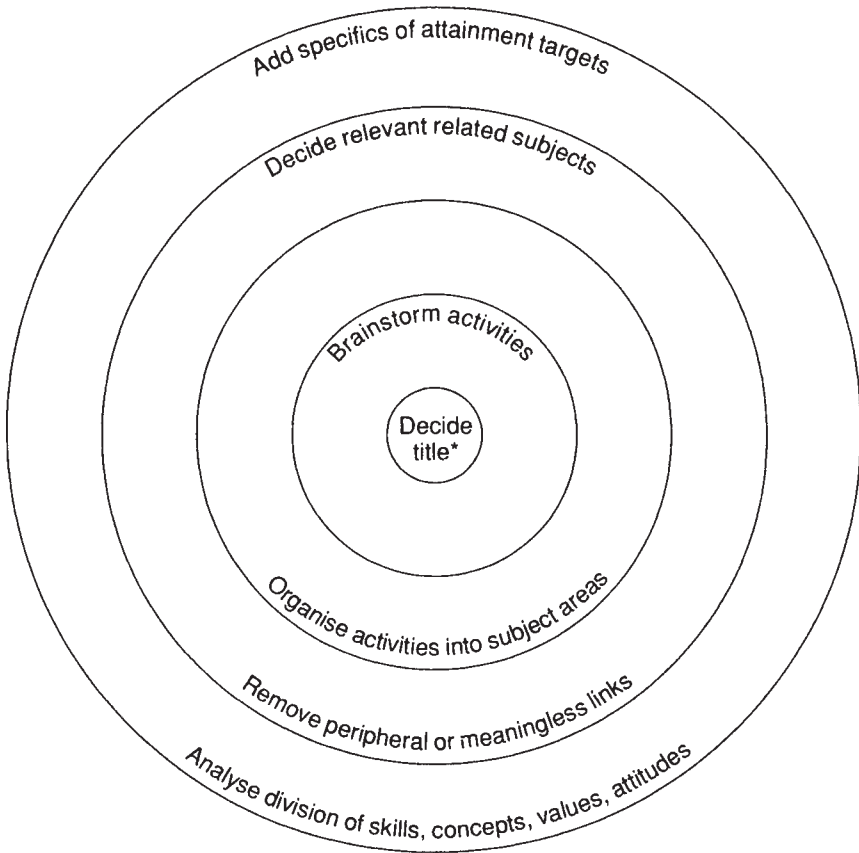 Add specifics of attainment targets
Decide relevant related subjects
Brainstorm activities
Decide
title*
Organise activities into subject areas
Remove peripheral or meaningless links
Analyse division of skills, concepts, values, attitudes